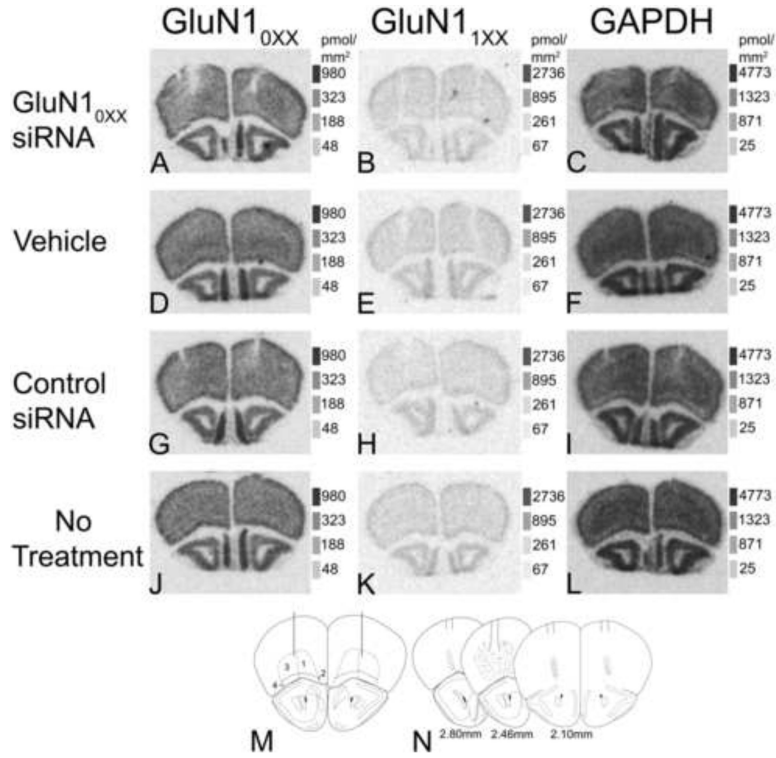 GluN1₀XX GluN1₁XX GAPDH
pmol/ mm² pmol/ mm² pmol/ mm²
GluN1₀XX siRNA
980 323 188 48 2736 895 261 67 4773 1323 871 25
A B C
Vehicle
980 323 188 48 2736 895 261 67 4773 1323 871 25
D E F
Control siRNA
980 323 188 48 2736 895 261 67 4773 1323 871 25
G H I
No Treatment
980 323 188 48 2736 895 261 67 4773 1323 871 25
J K L
3 1 2 4
M N 2.80mm 2.46mm 2.10mm